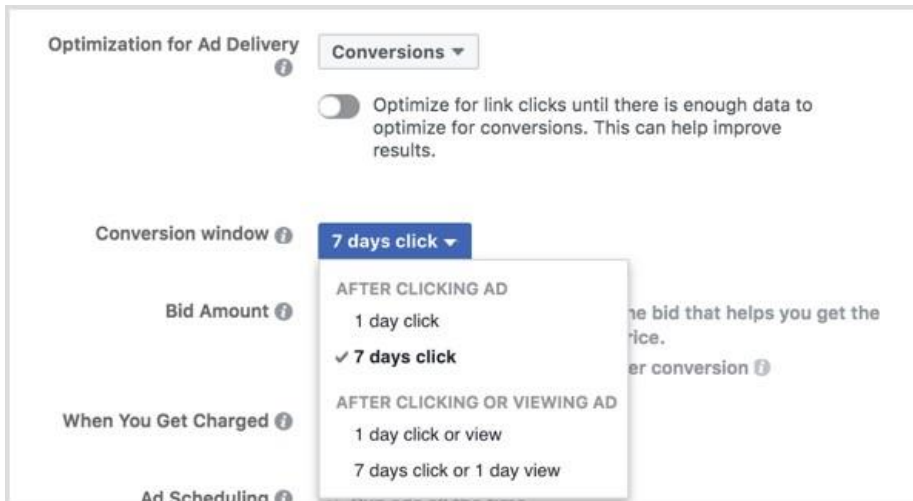 Optimization for Ad Delivery
Conversions
Optimize for link clicks until there is enough data to
optimize for conversions. This can help improve
results.
Conversion window
7 days click
AFTER CLICKING AD
1 day click
7 days click
AFTER CLICKING OR VIEWING AD
1 day click or view
7 days click or 1 day view
Bid Amount
bid that helps you get the
er conversion
When You Get Charged
Ad Scheduling